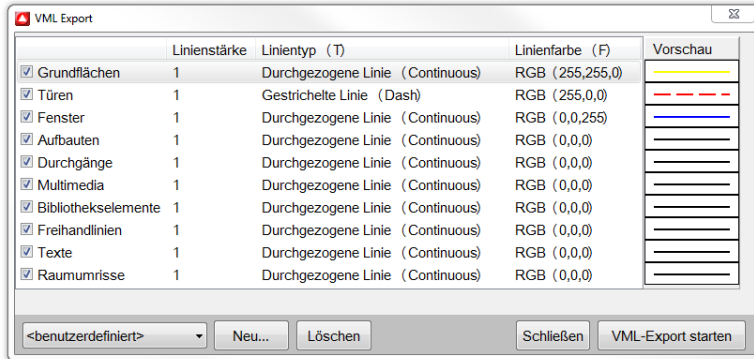 VML Export
Linienstärke Linientyp (T) Linienfarbe (F) Vorschau
Grundflächen 1 Durchgezogene Linie (Continuous) RGB (255,255,0)
Türen 1 Gestrichelte Linie (Dash) RGB (255,0,0)
Fenster 1 Durchgezogene Linie (Continuous) RGB (0,0,255)
Aufbauten 1 Durchgezogene Linie (Continuous) RGB (0,0,0)
Durchgänge 1 Durchgezogene Linie (Continuous) RGB (0,0,0)
Multimedia 1 Durchgezogene Linie (Continuous) RGB (0,0,0)
Bibliothekselemente 1 Durchgezogene Linie (Continuous) RGB (0,0,0)
Freihandlinien 1 Durchgezogene Linie (Continuous) RGB (0,0,0)
Texte 1 Durchgezogene Linie (Continuous) RGB (0,0,0)
Raumumrisse 1 Durchgezogene Linie (Continuous) RGB (0,0,0)
<benutzerdefiniert> Neu... Löschen Schließen VML-Export starten